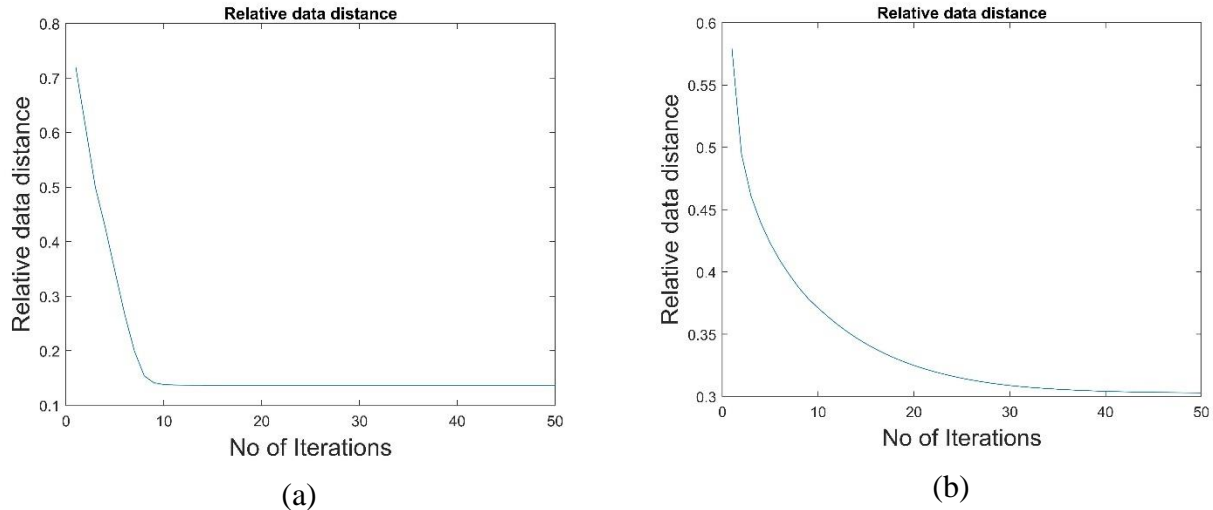 Relative data distance
0.8
0.7
0.6
0.5
0.4
0.3
0.2
0.1
Relative data distance
0 10 20 30 40 50
No of Iterations
(a)
Relative data distance
0.6
0.55
0.5
0.45
0.4
0.35
0.3
Relative data distance
0 10 20 30 40 50
No of Iterations
(b)